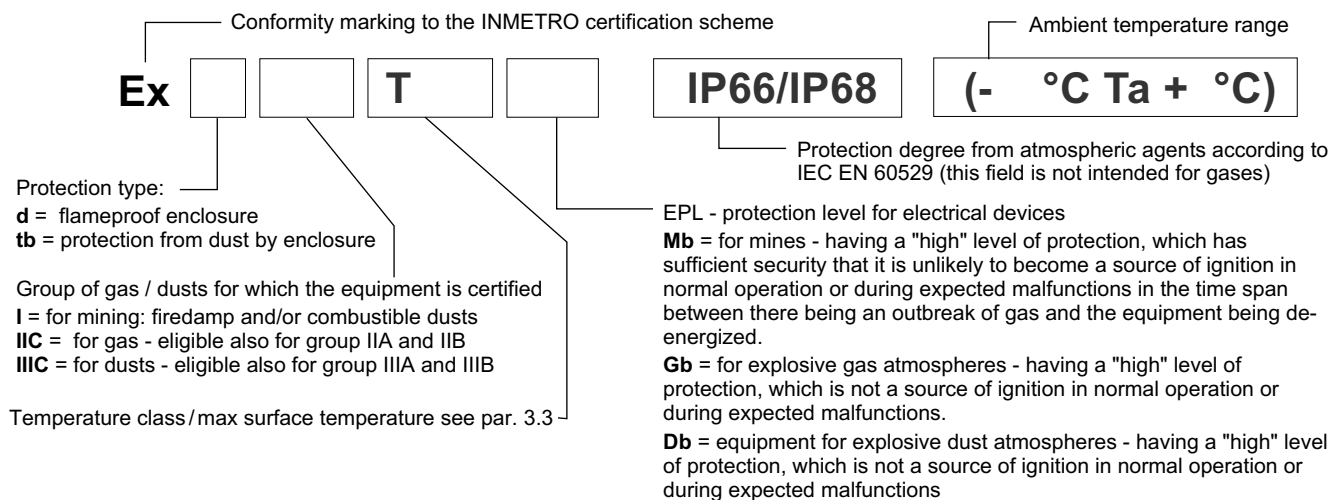 Conformity marking to the INMETRO certification scheme
Ambient temperature range
Ex T IP66/IP68 (- °C Ta + °C)
Protection degree from atmospheric agents according to
IEC EN 60529 (this field is not intended for gases)
Protection type:
d = flameproof enclosure
tb = protection from dust by enclosure
Group of gas / dusts for which the equipment is certified
I = for mining: firedamp and/or combustible dusts
IIC = for gas - eligible also for group IIA and IIB
IIIC = for dusts - eligible also for group IIIA and IIIB
Temperature class/max surface temperature see par. 3.3
EPL - protection level for electrical devices
Mb = for mines - having a "high" level of protection, which has
sufficient security that it is unlikely to become a source of ignition in
normal operation or during expected malfunctions in the time span
between there being an outbreak of gas and the equipment being de-
energized.
Gb = for explosive gas atmospheres - having a "high" level of
protection, which is not a source of ignition in normal operation or
during expected malfunctions.
Db = equipment for explosive dust atmospheres - having a "high" level
of protection, which is not a source of ignition in normal operation or
during expected malfunctions